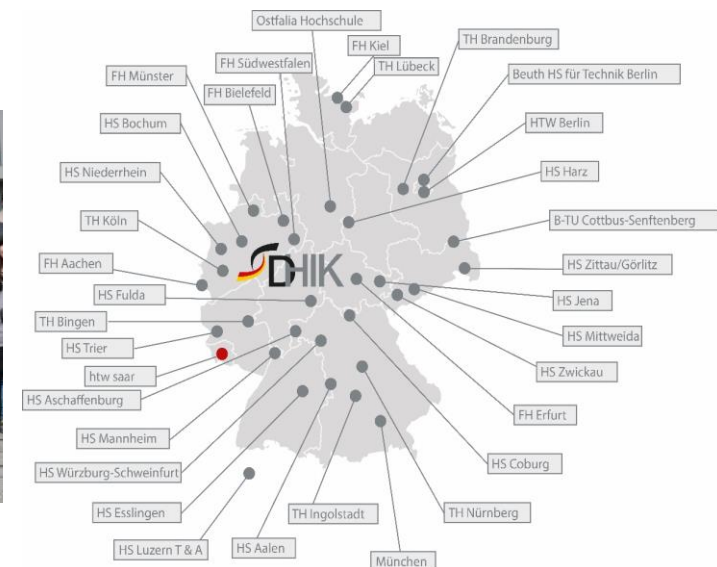 Ostfalia Hochschule
FH Kiel
TH Brandenburg
FH Südwestfalen
TH Lübeck
FH Münster
Beuth HS für Technik Berlin
FH Bielefeld
HS Bochum
HTW Berlin
HS Niederrhein
HS Harz
TH Köln
B-TU Cottbus-Senftenberg
FH Aachen
HS Zittau/Görlitz
DHIK
HS Fulda
HS Jena
TH Bingen
HS Mittweida
HS Trier
HS Zwickau
htw saar
HS Aschaffenburg
FH Erfurt
HS Mannheim
HS Coburg
HS Würzburg-Schweinfurt
HS Esslingen
TH Ingolstadt
TH Nürnberg
HS Luzern T & A
HS Aalen
München